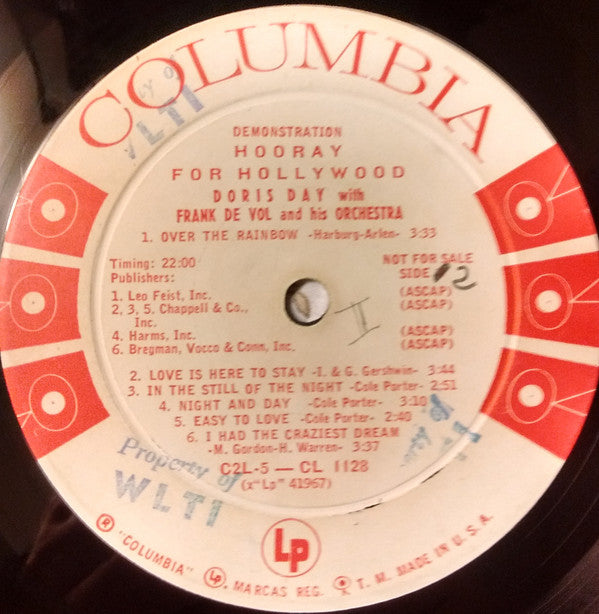 COLUMBIA
Property of
WLTI
DEMONSTRATION
HOORAY
FOR HOLLYWOOD
DORIS DAY with
FRANK DE VOL and his ORCHESTRA
1. OVER THE RAINBOW -Harburg-Arlen- 3:33
Timing: 22:00
Publishers:
NOT FOR SALE
SIDE 2
1. Leo Feist, Inc. (ASCAP)
2, 3, 5. Chappell & Co., (ASCAP)
Inc.
4. Harms, Inc. (ASCAP)
6. Bregman, Vocco & Conn, Inc. (ASCAP)
I
2. LOVE IS HERE TO STAY -I. & G. Gershwin- 3:44
3. IN THE STILL OF THE NIGHT -Cole Porter- 2:51
4. NIGHT AND DAY -Cole Porter- 3:10
5. EASY TO LOVE -Cole Porter- 2:40
6. I HAD THE CRAZIEST DREAM
-M. Gordon-H. Warren- 3:37
C2L-5 — CL 1128
(x"Lp" 41967)
Property of
WLTI
Lp
® "COLUMBIA" Lp MARCAS REG. T. M. MADE IN U. S. A.